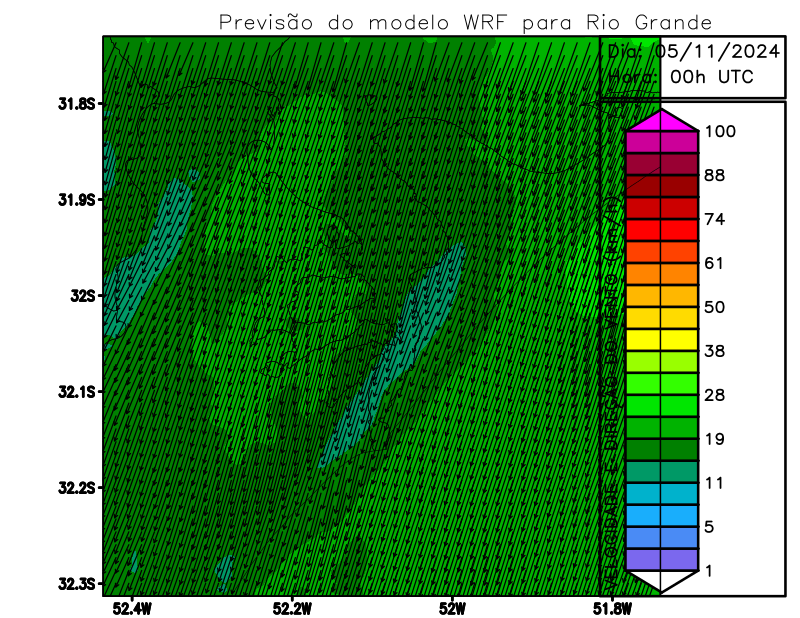 Previsão do modelo WRF para Rio Grande
Dia: 05/11/2024
Hora: 00h UTC
31.8S
31.9S
32S
32.1S
32.2S
32.3S
52.4W
52.2W
52W
51.8W
VELOCIDADE E DIREÇÃO DO VENTO (km/h)
100
88
74
61
50
38
28
19
11
5
1